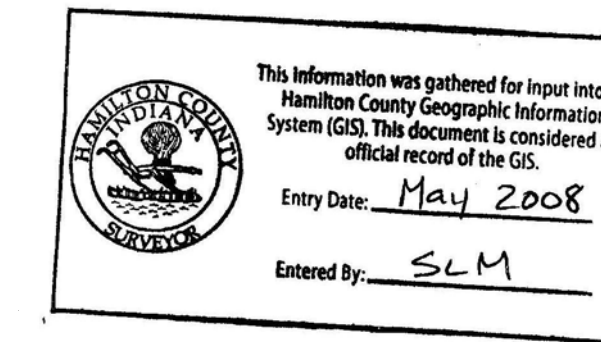 HAMILTON COUNTY
INDIANA
SURVEYOR
This information was gathered for input into
Hamilton County Geographic Information
System (GIS). This document is considered
official record of the GIS.
Entry Date: May 2008
Entered By: SLM